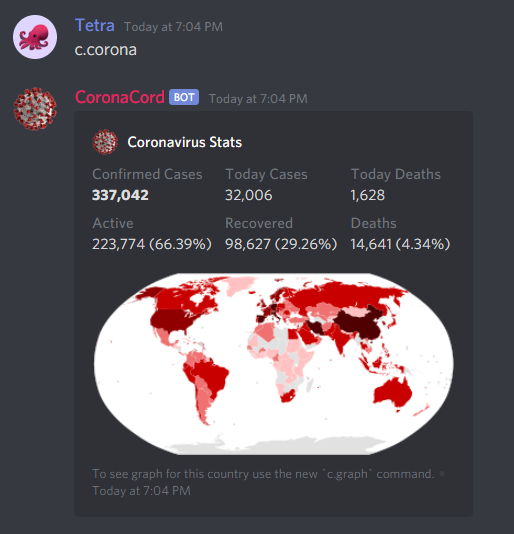 Tetra Today at 7:04 PM
c.corona
CoronaCord BOT Today at 7:04 PM
Coronavirus Stats
Confirmed Cases Today Cases Today Deaths
337,042 32,006 1,628
Active Recovered Deaths
223,774 (66.39%) 98,627 (29.26%) 14,641 (4.34%)
To see graph for this country use the new `c.graph` command. •
Today at 7:04 PM